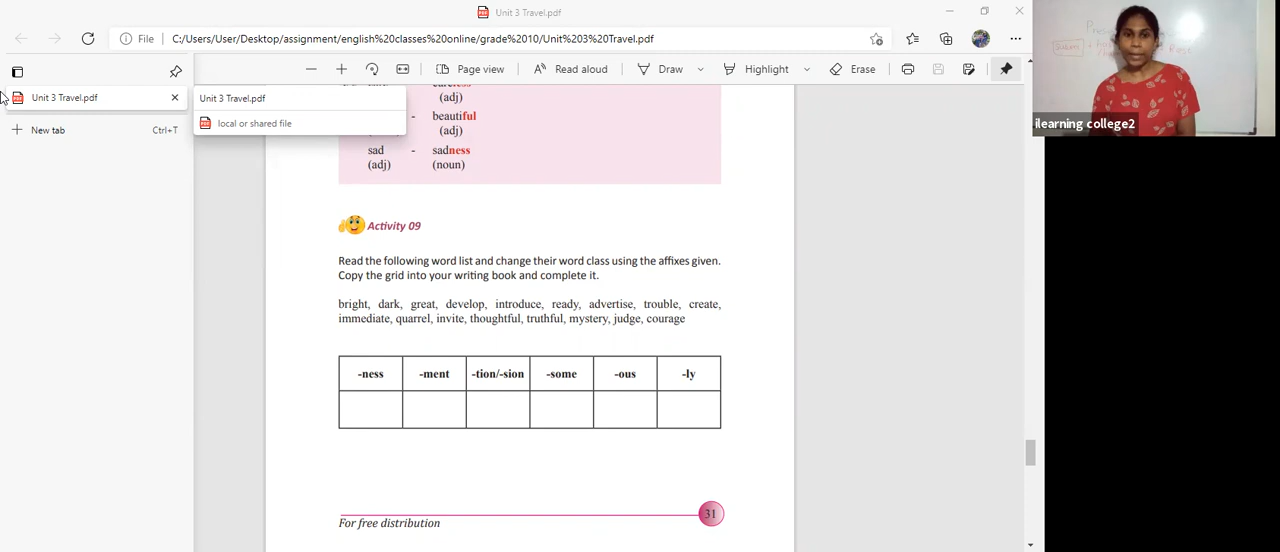 Unit 3 Travel.pdf
File
C:/Users/User/Desktop/assignment/english%20classes%20online/grade%2010/Unit%203%20Travel.pdf
Page view
Read aloud
Draw
Highlight
Erase
Unit 3 Travel.pdf
New tab
Ctrl+T
Unit 3 Travel.pdf
local or shared file
(adj)
- beautiful
(adj)
sad - sadness
(adj) (noun)
Activity 09
Read the following word list and change their word class using the affixes given.
Copy the grid into your writing book and complete it.
bright, dark, great, develop, introduce, ready, advertise, trouble, create,
immediate, quarrel, invite, thoughtful, truthful, mystery, judge, courage
-ness -ment -tion/-sion -some -ous -ly
31
For free distribution
ilearning college2